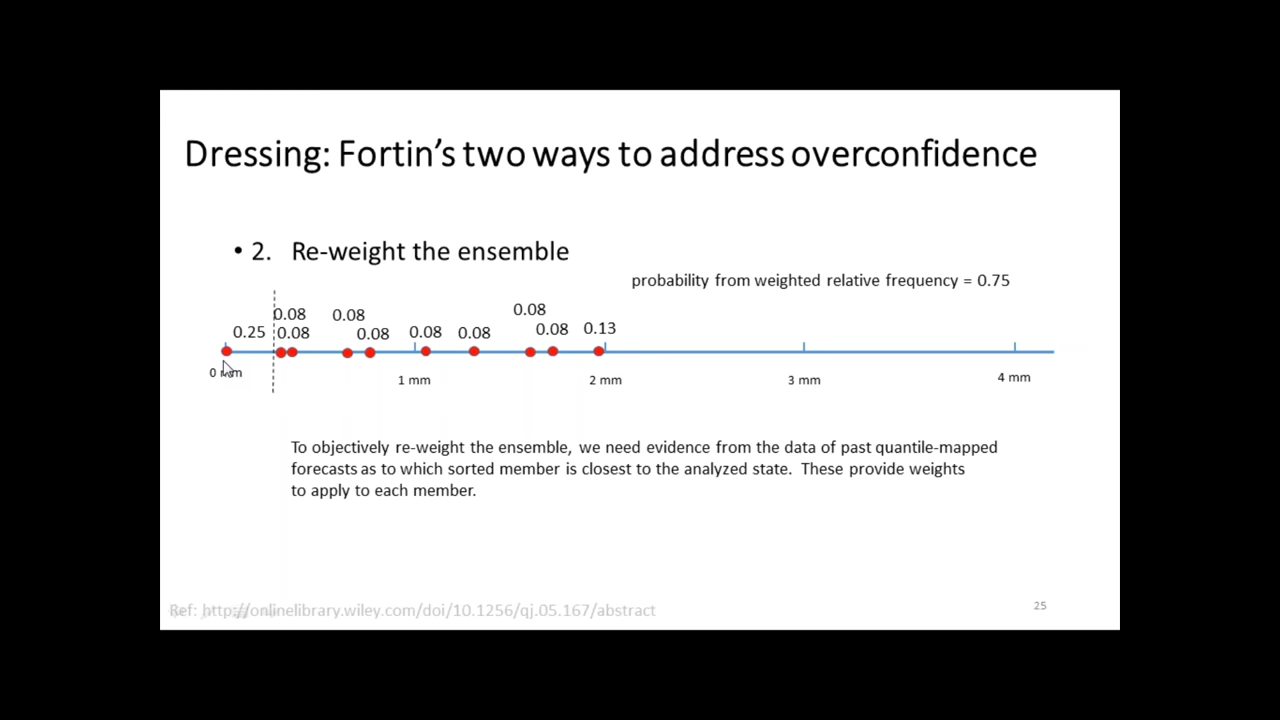 Dressing: Fortin's two ways to address overconfidence
• 2. Re-weight the ensemble
probability from weighted relative frequency = 0.75
0.08 0.08 0.08
0.25 0.08 0.08 0.08 0.08 0.08 0.13
0 mm 1 mm 2 mm 3 mm 4 mm
To objectively re-weight the ensemble, we need evidence from the data of past quantile-mapped
forecasts as to which sorted member is closest to the analyzed state. These provide weights
to apply to each member.
Ref: http://onlinelibrary.wiley.com/doi/10.1256/qj.05.167/abstract
25